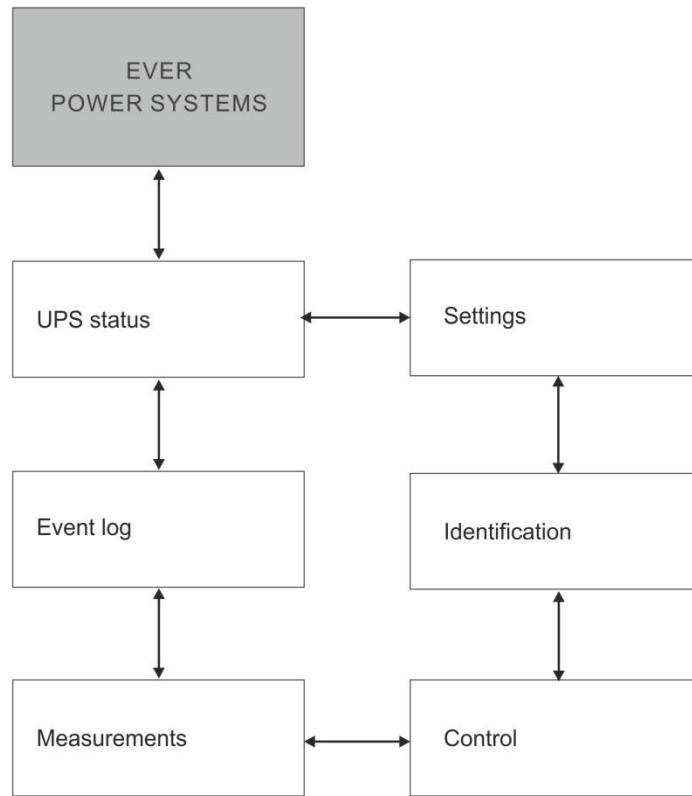 EVER
POWER SYSTEMS
UPS status
Settings
Event log
Identification
Measurements
Control